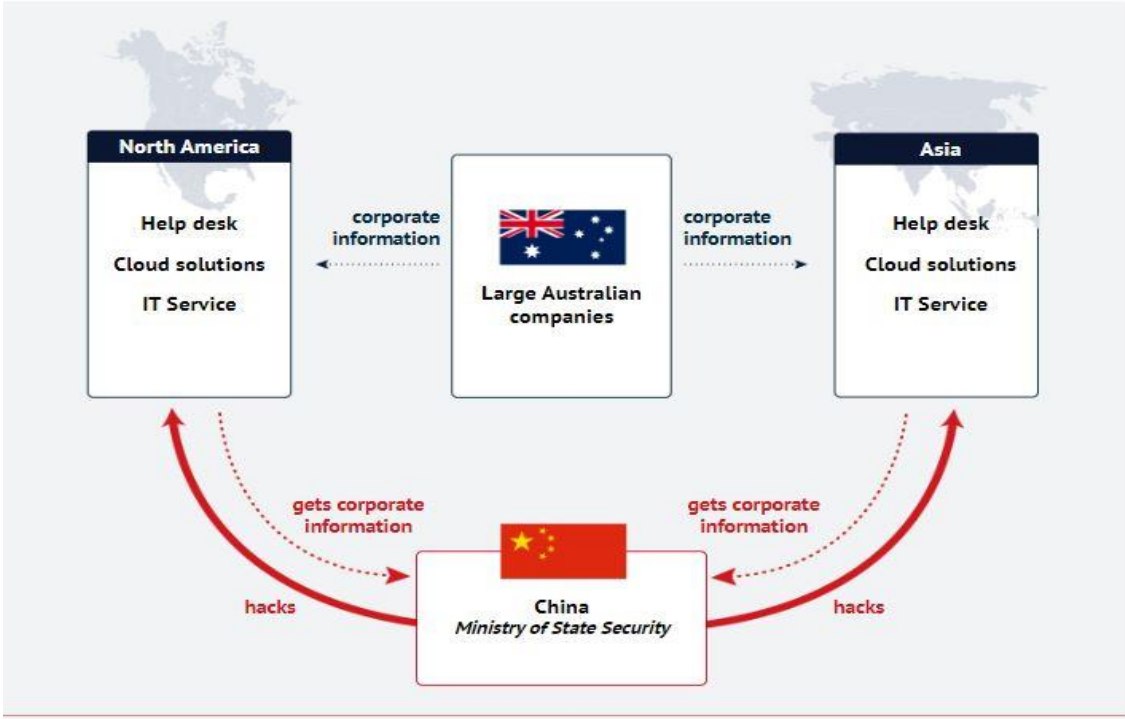 North America
Help desk
Cloud solutions
IT Service
corporate
information
Large Australian
companies
corporate
information
Asia
Help desk
Cloud solutions
IT Service
gets corporate
information
gets corporate
information
hacks
China
Ministry of State Security
hacks